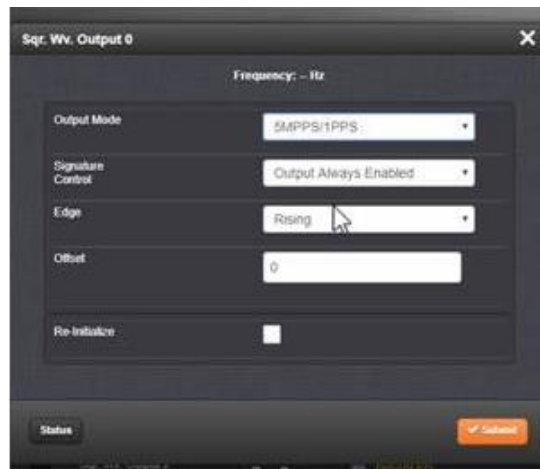 Sqr. Wv. Output 0
Frequency: -- Hz
Output Mode
5MPPS/1PPS
Signature
Control
Output Always Enabled
Edge
Rising
Offset
0
Re-Initialize
Status
Submit